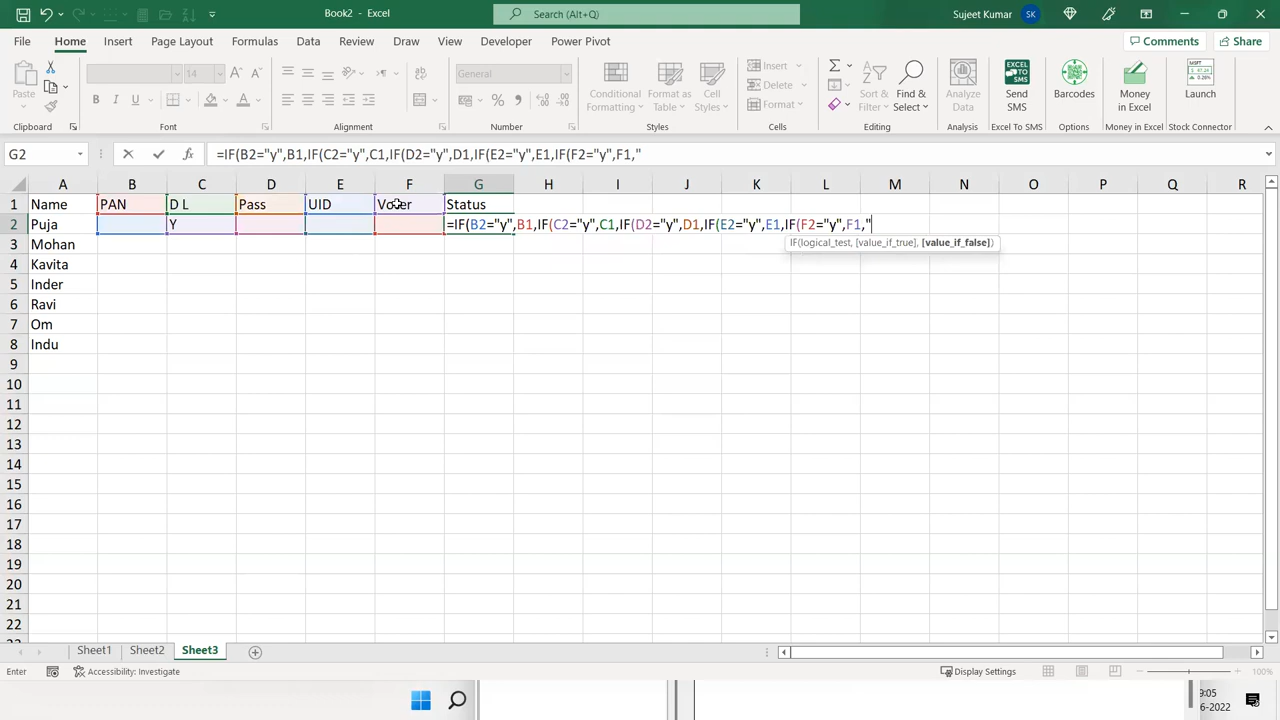 Book2 - Excel
Search (Alt+Q)
Sujeet Kumar
SK
File Home Insert Page Layout Formulas Data Review View Draw Developer Power Pivot
Comments
Share
Paste
14
General
Conditional Formatting
Format as Table
Cell Styles
Insert
Delete
Format
Sort & Filter
Find & Select
Analyze Data
Send SMS
Barcodes
Money in Excel
Launch
Clipboard Font Alignment Number Styles Cells Editing Analysis Excel To SMS Options Money in Excel Stock Connector
G2
=IF(B2="y",B1,IF(C2="y",C1,IF(D2="y",D1,IF(E2="y",E1,IF(F2="y",F1,"
A B C D E F G H I J K L M N O P Q R
1 Name PAN D L Pass UID Voter Status
2 Puja Y =IF(B2="y",B1,IF(C2="y",C1,IF(D2="y",D1,IF(E2="y",E1,IF(F2="y",F1,"
IF(logical_test, [value_if_true], [value_if_false])
3 Mohan
4 Kavita
5 Inder
6 Ravi
7 Om
8 Indu
9
10
11
12
13
14
15
16
17
18
19
20
21
22
Sheet1 Sheet2 Sheet3
Enter
Accessibility: Investigate
Display Settings
100%
9:05
6-2022